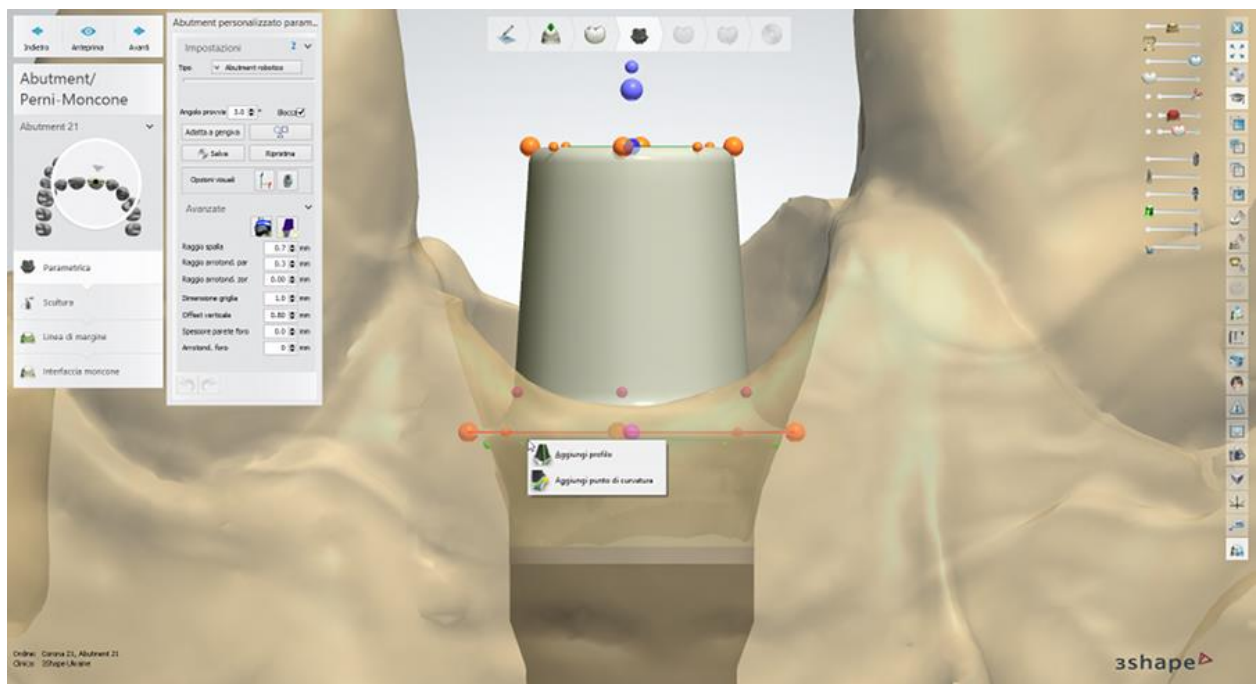 Indietro
Anteprima
Avanti
Abutment/
Perni-Moncone
Abutment 21
Parametrica
Scultura
Linea di margine
Interfaccia moncone
Abutment personalizzato param...
Impostazioni 2
Tipo: Abutment robotico
3.0 ° Blocca
Adatta a gengiva
Salva Ripristina
Opzioni visuali
Avanzate
Raggio spalla 0.7 mm
Raggio arrotond. par 0.3 mm
Raggio arrotond. zor 0.00 mm
Dimensione griglia 1.0 mm
Offset verticale 0.80 mm
Spessore parete foro 0.0 mm
Arrotond. foro 0 mm
Aggiungi profilo
Aggiungi punto di curvatura
Ordine: Corona 21, Abutment 21
Clinica: 3Shape-Ukraine
3shape